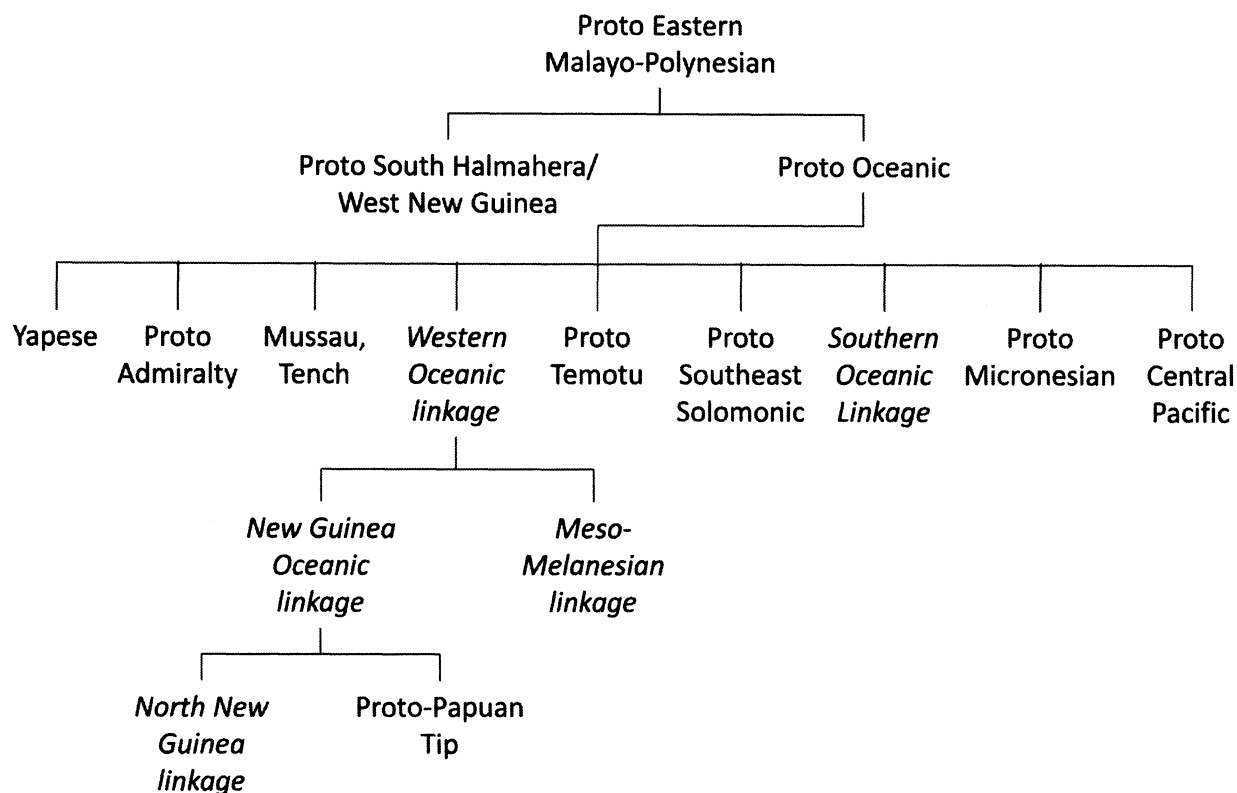 Proto Eastern
Malayo-Polynesian
Proto South Halmahera/
West New Guinea
Proto Oceanic
Yapese
Proto
Admiralty
Mussau,
Tench
Western
Oceanic
linkage
Proto
Temotu
Proto
Southeast
Solomonic
Southern
Oceanic
Linkage
Proto
Micronesian
Proto
Central
Pacific
New Guinea
Oceanic
linkage
Meso-
Melanesian
linkage
North New
Guinea
linkage
Proto-Papuan
Tip